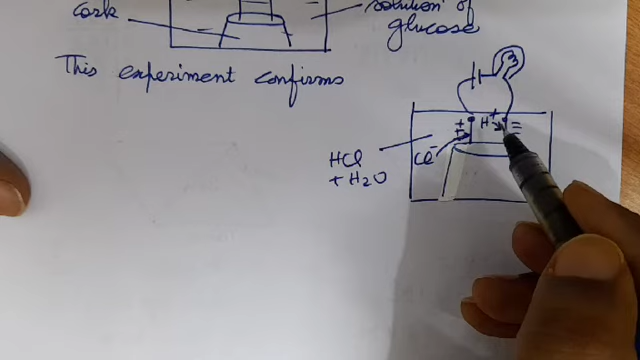 cork
solution of
glucose
This experiment confirms
+ H⁺ =
HCl
+ H₂O
Cl⁻